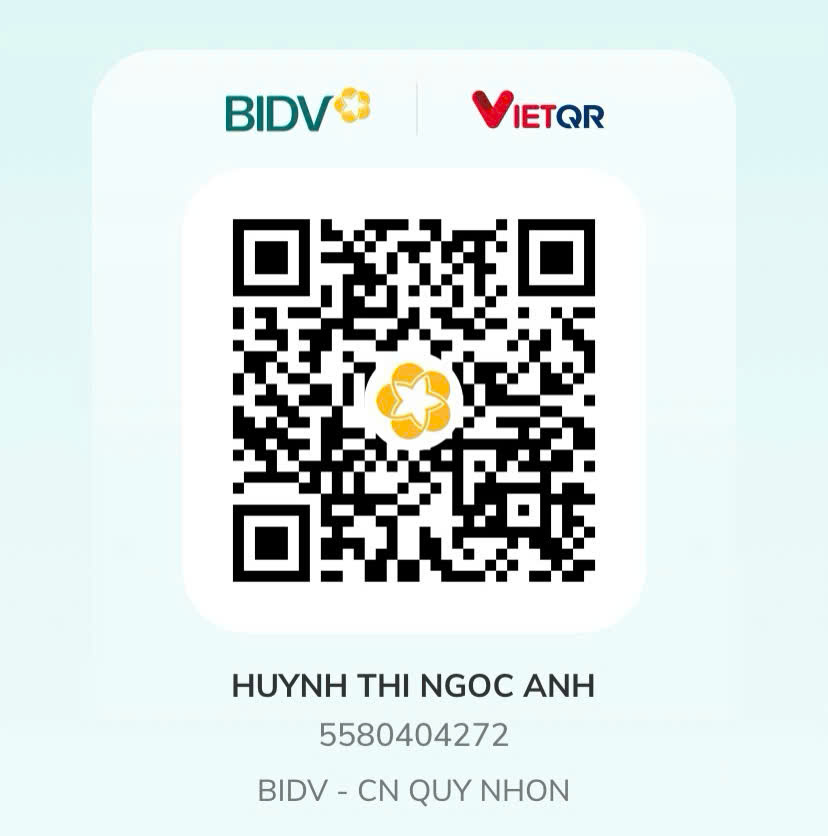 BIDV
VIETQR
HUYNH THI NGOC ANH
5580404272
BIDV - CN QUY NHON